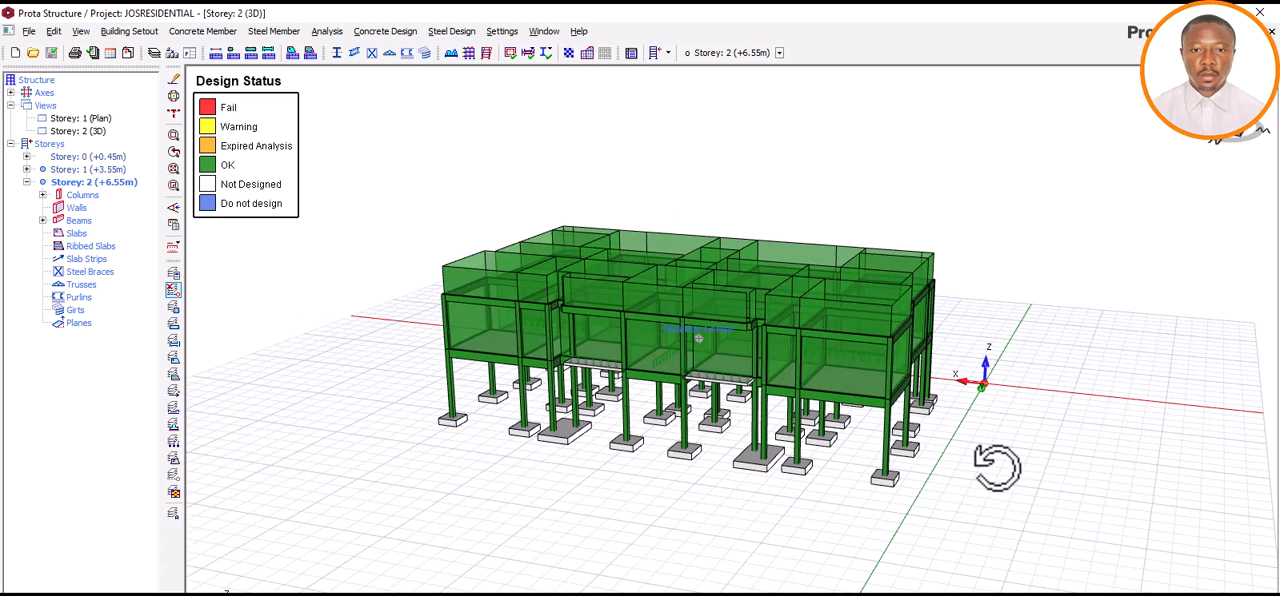 Prota Structure / Project: JOSRESIDENTIAL - [Storey: 2 (3D)]
File Edit View Building Setout Concrete Member Steel Member Analysis Concrete Design Steel Design Settings Window Help
Pro
o Storey: 2 (+6.55m)
Structure
Axes
Views
Storey: 1 (Plan)
Storey: 2 (3D)
Storeys
Storey: 0 (+0.45m)
Storey: 1 (+3.55m)
Storey: 2 (+6.55m)
Columns
Walls
Beams
Slabs
Ribbed Slabs
Slab Strips
Steel Braces
Trusses
Purlins
Girts
Planes
Design Status
Fail
Warning
Expired Analysis
OK
Not Designed
Do not design
z
x